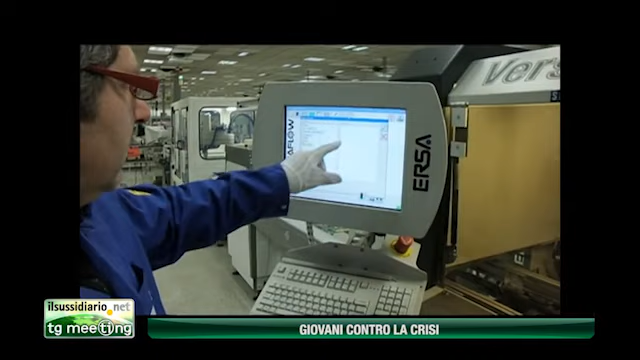 Vers
AFLOW
ERSA
ilsussidiario.net
tg meeting
GIOVANI CONTRO LA CRISI